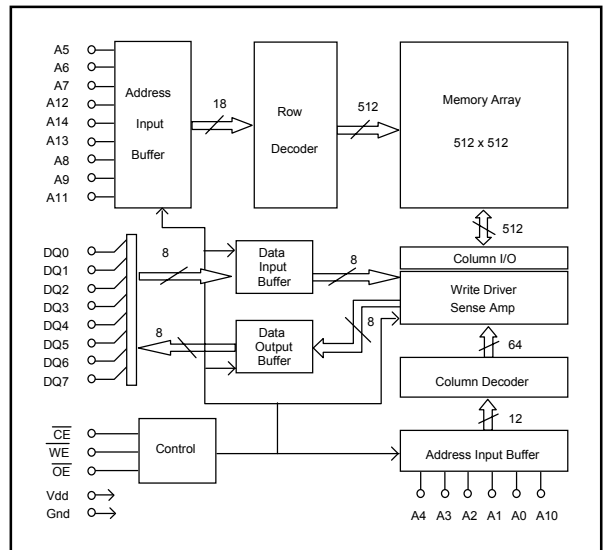 A5
A6
A7
A12
A14
A13
A8
A9
A11
Address
Input
Buffer
18
Row
Decoder
512
Memory Array
512 x 512
512
Column I/O
Write Driver
Sense Amp
64
Column Decoder
12
Address Input Buffer
A4 A3 A2 A1 A0 A10
DQ0
DQ1
DQ2
DQ3
DQ4
DQ5
DQ6
DQ7
8
Data
Input
Buffer
8
8
Data
Output
Buffer
8
CE
WE
OE
Vdd
Gnd
Control